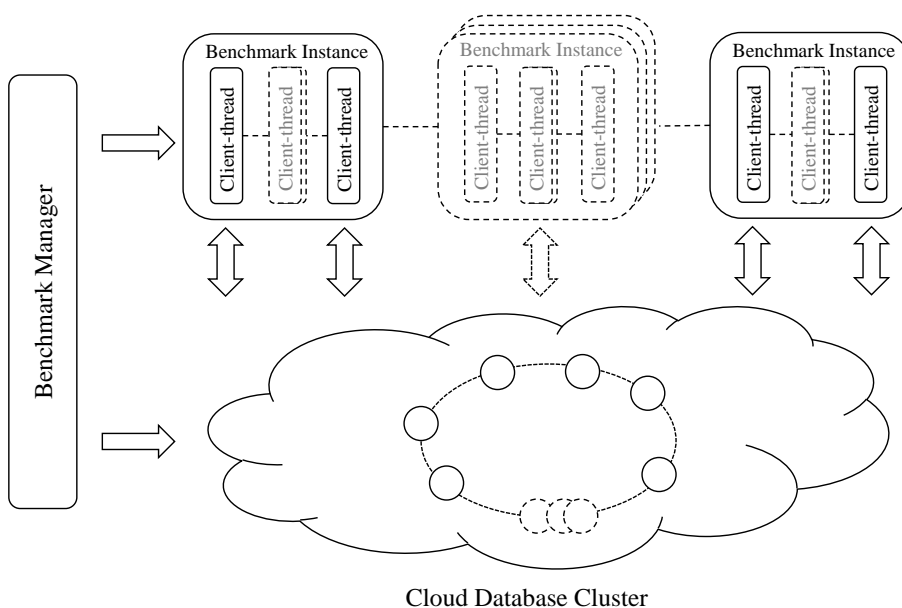 Benchmark Manager
Benchmark Instance
Client-thread
Client-thread
Client-thread
Benchmark Instance
Client-thread
Client-thread
Client-thread
Benchmark Instance
Client-thread
Client-thread
Client-thread
Cloud Database Cluster